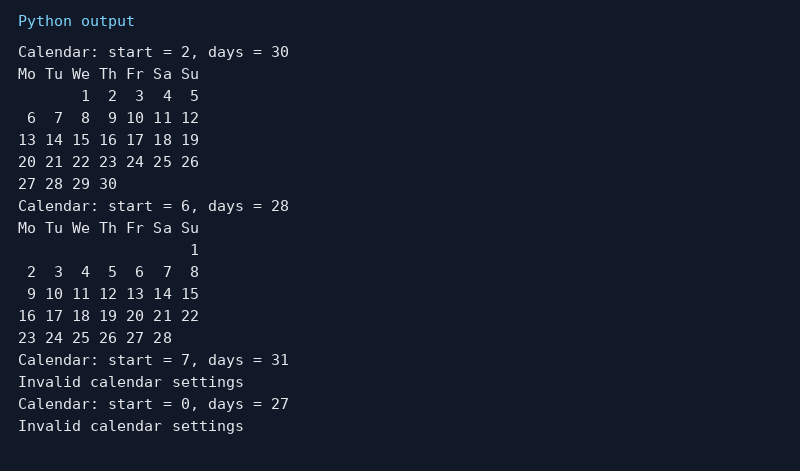 Python output
Calendar: start = 2, days = 30
Mo Tu We Th Fr Sa Su
       1  2  3  4  5
 6  7  8  9 10 11 12
13 14 15 16 17 18 19
20 21 22 23 24 25 26
27 28 29 30
Calendar: start = 6, days = 28
Mo Tu We Th Fr Sa Su
                   1
 2  3  4  5  6  7  8
 9 10 11 12 13 14 15
16 17 18 19 20 21 22
23 24 25 26 27 28
Calendar: start = 7, days = 31
Invalid calendar settings
Calendar: start = 0, days = 27
Invalid calendar settings